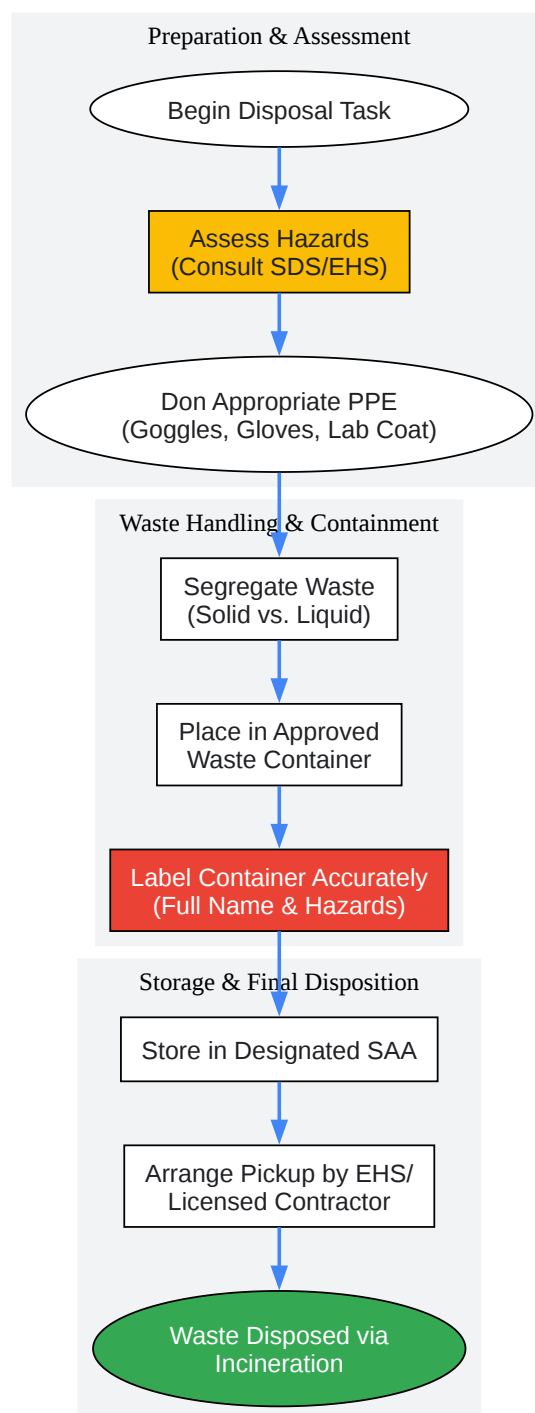 Preparation & Assessment
Begin Disposal Task
Assess Hazards
(Consult SDS/EHS)
Don Appropriate PPE
(Goggles, Gloves, Lab Coat)
Waste Handling & Containment
Segregate Waste
(Solid vs. Liquid)
Place in Approved
Waste Container
Label Container Accurately
(Full Name & Hazards)
Storage & Final Disposition
Store in Designated SAA
Arrange Pickup by EHS/
Licensed Contractor
Waste Disposed via
Incineration